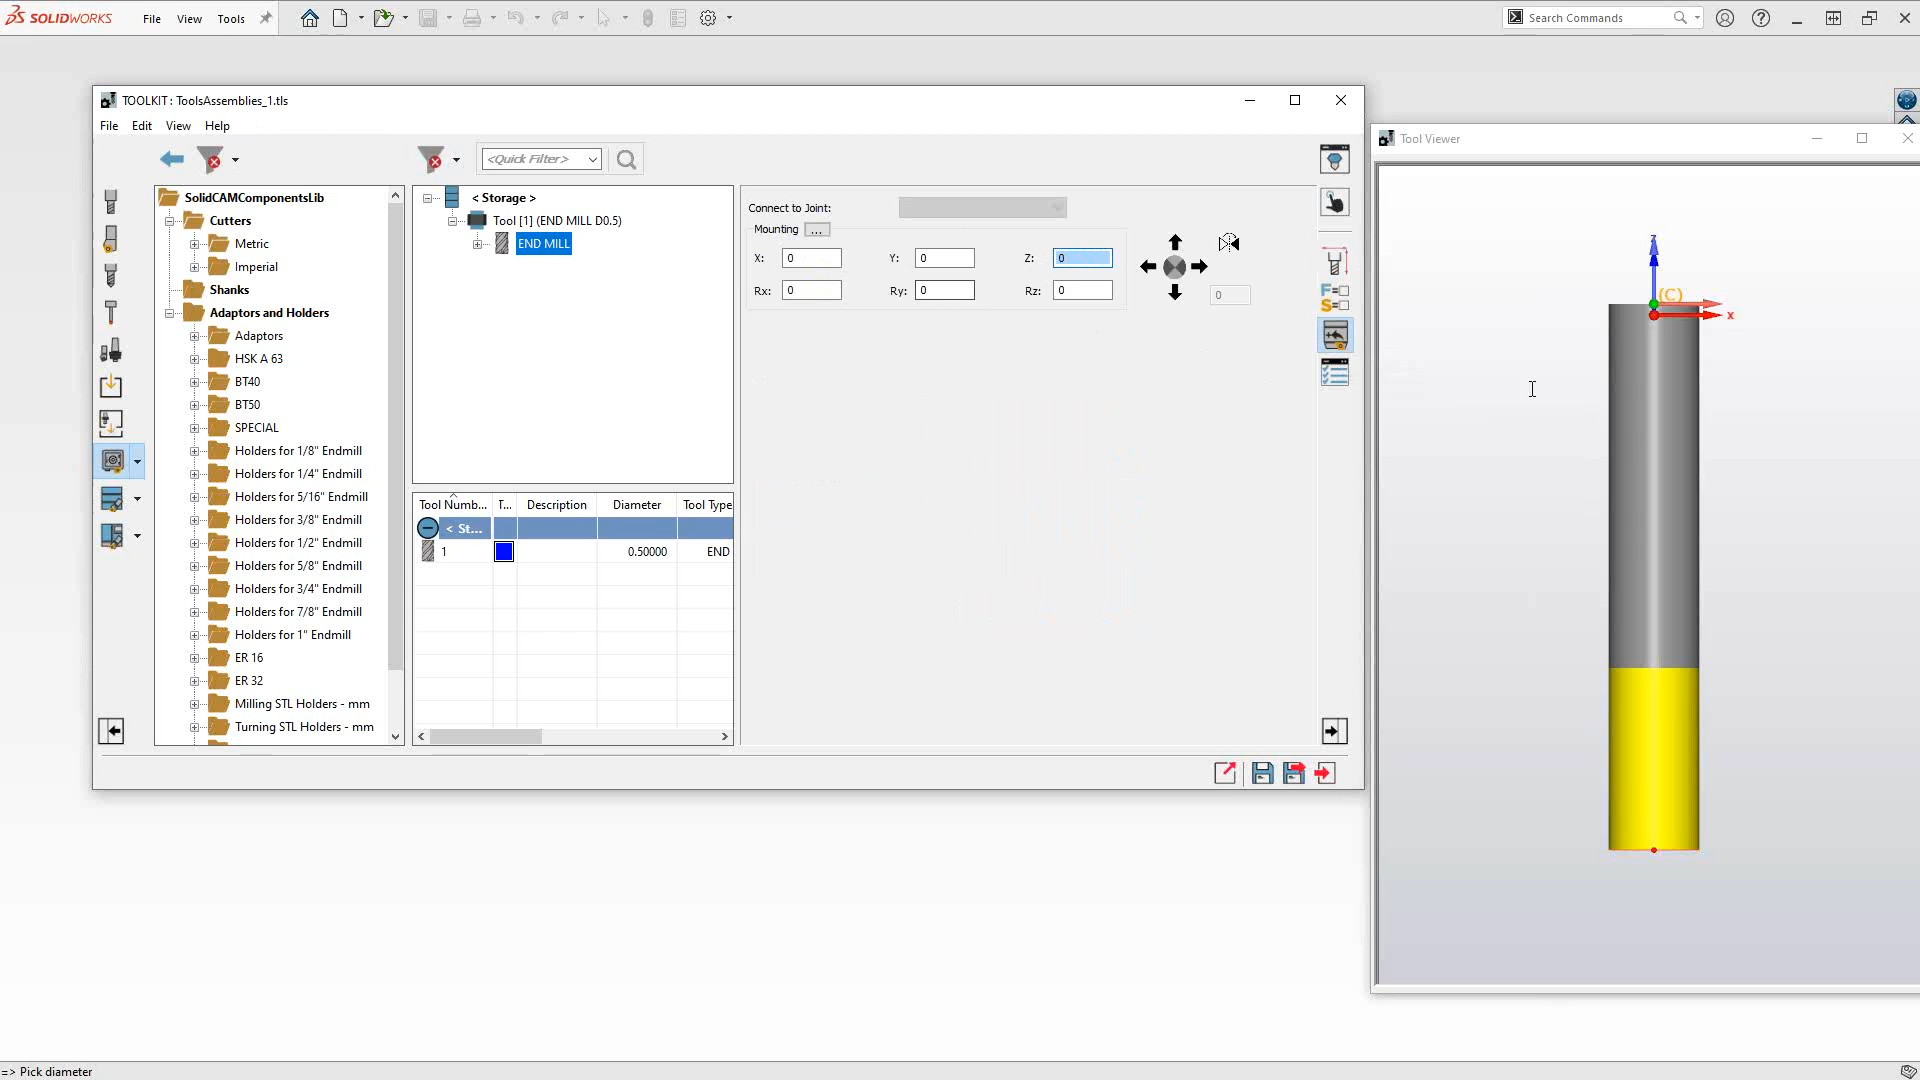 SOLIDWORKS File View Tools Search Commands
TOOLKIT : ToolsAssemblies_1.tls
File Edit View Help
Tool Viewer
<Quick Filter>
SolidCAMComponentsLib
Cutters
Metric
Imperial
Shanks
Adaptors and Holders
Adaptors
HSK A 63
BT40
BT50
SPECIAL
Holders for 1/8" Endmill
Holders for 1/4" Endmill
Holders for 5/16" Endmill
Holders for 3/8" Endmill
Holders for 1/2" Endmill
Holders for 5/8" Endmill
Holders for 3/4" Endmill
Holders for 7/8" Endmill
Holders for 1" Endmill
ER 16
ER 32
Milling STL Holders - mm
Turning STL Holders - mm
< Storage >
Tool [1] (END MILL D0.5)
END MILL
Tool Numb... T... Description Diameter Tool Type
< St...
1 0.50000 END
Connect to Joint:
Mounting ...
X: 0 Y: 0 Z: 0
Rx: 0 Ry: 0 Rz: 0
0
F=
S=
z
(C)
x
=> Pick diameter